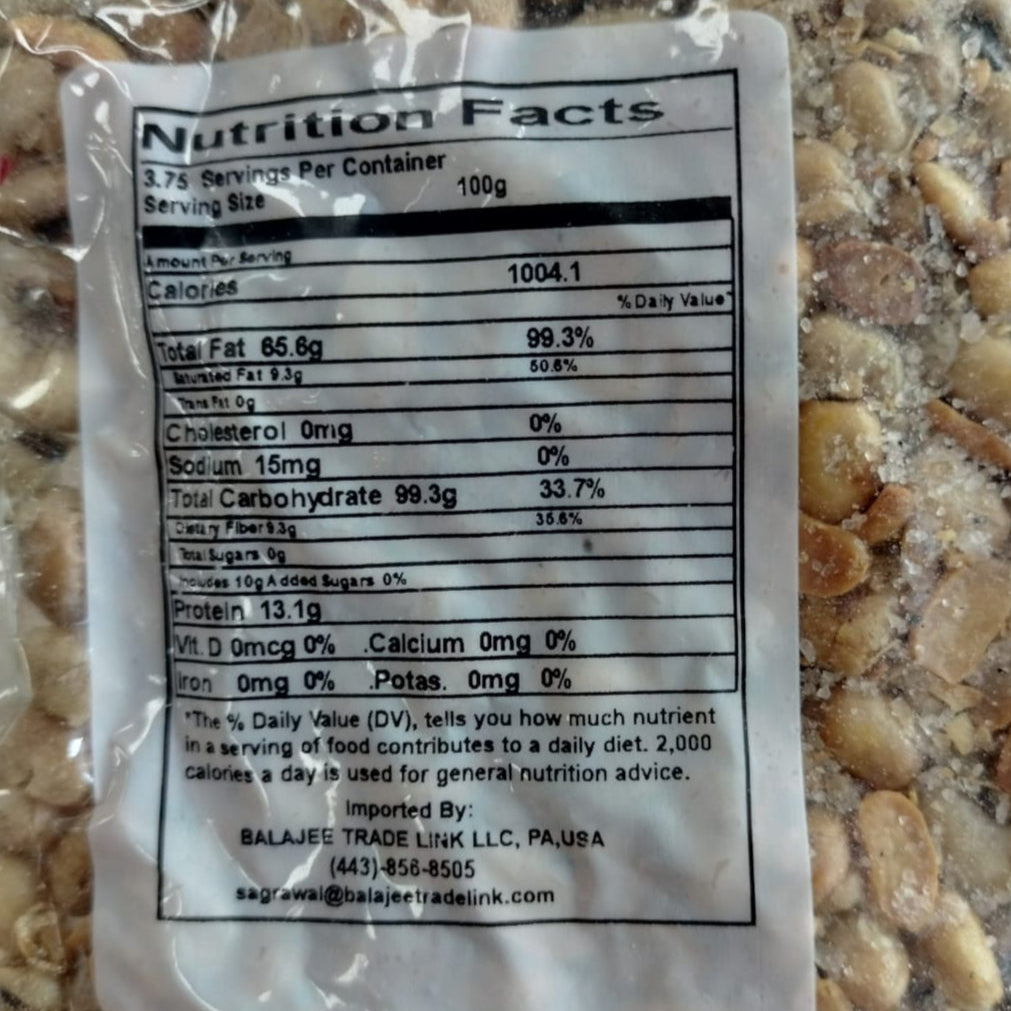 Nutrition Facts
3.75 Servings Per Container
Serving Size 100g
Amount Per Serving
Calories 1004.1
% Daily Value*
Total Fat 65.6g 99.3%
Saturated Fat 9.3g 50.6%
Trans Fat 0g
Cholesterol 0mg 0%
Sodium 15mg 0%
Total Carbohydrate 99.3g 33.7%
Dietary Fiber 9.3g 35.6%
Total Sugars 0g
Includes 10g Added Sugars 0%
Protein 13.1g
Vit. D 0mcg 0% .Calcium 0mg 0%
Iron 0mg 0% .Potas. 0mg 0%
*The % Daily Value (DV), tells you how much nutrient
in a serving of food contributes to a daily diet. 2,000
calories a day is used for general nutrition advice.
Imported By:
BALAJEE TRADE LINK LLC, PA,USA
(443)-856-8505
sagrawal@balajeetradelink.com